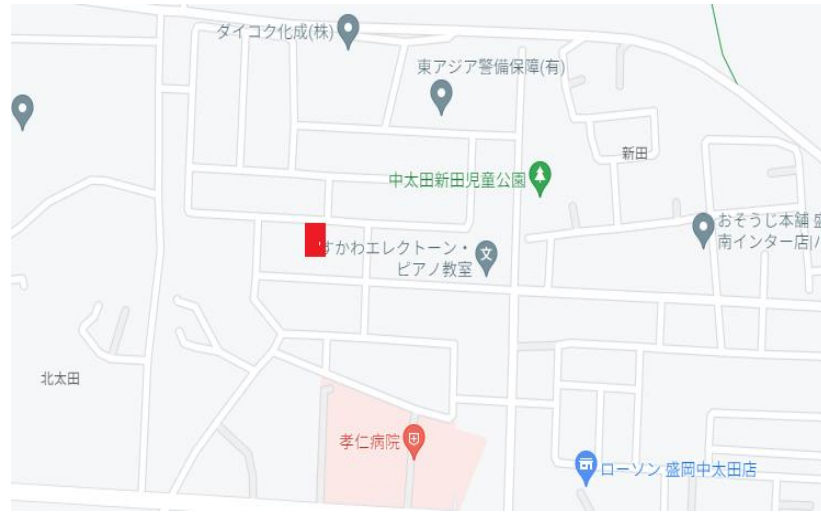 ダイコク化成(株)
東アジア警備保障(有)
新田
中太田新田児童公園
おそうじ本舗 盛
南インター店|ハ
すかわエレクトーン・
ピアノ教室
北太田
孝仁病院
ローソン 盛岡中太田店